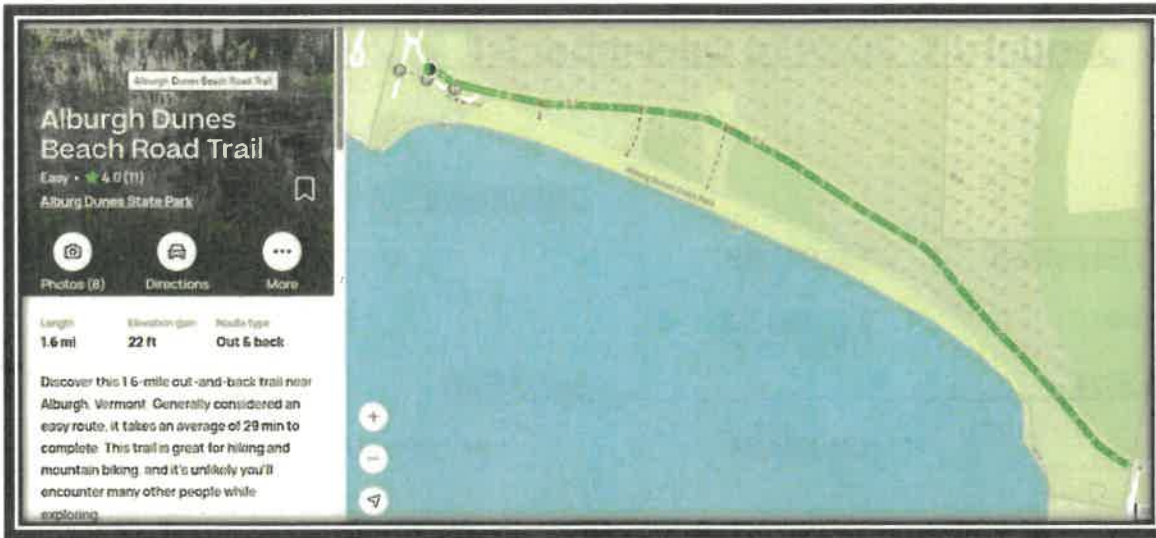 Alburgh Dunes Beach Road Trail
Alburgh Dunes
Beach Road Trail
Easy • ★ 4.0 (11)
Alburg Dunes State Park
Photos (8)
Directions
More
Length
Elevation gain
Route type
1.6 mi
22 ft
Out & back
Discover this 1.6-mile out-and-back trail near
Alburgh, Vermont. Generally considered an
easy route, it takes an average of 29 min to
complete. This trail is great for hiking and
mountain biking, and it's unlikely you'll
encounter many other people while
exploring.
Alburg Dunes State Park